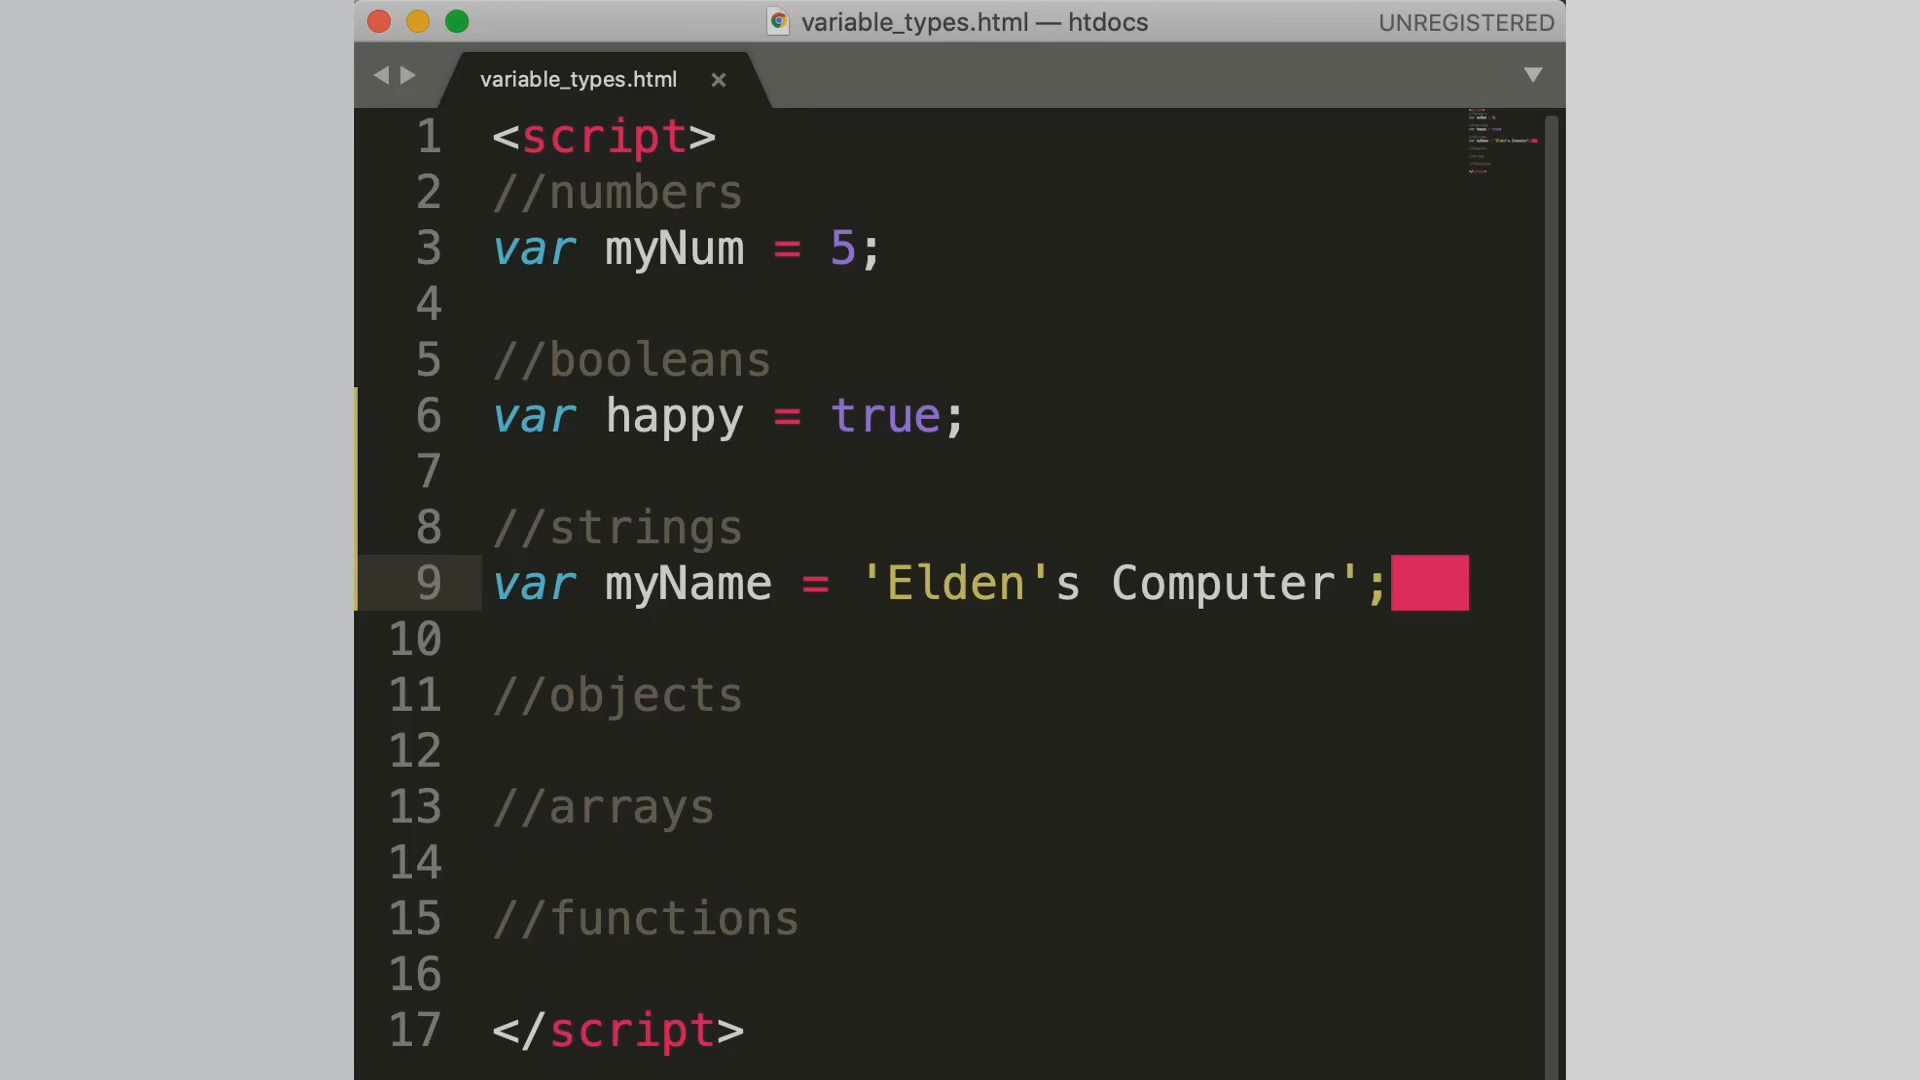 variable_types.html — htdocs
UNREGISTERED
variable_types.html ×
1 <script>
2 //numbers
3 var myNum = 5;
4
5 //booleans
6 var happy = true;
7
8 //strings
9 var myName = 'Elden's Computer';
10
11 //objects
12
13 //arrays
14
15 //functions
16
17 </script>